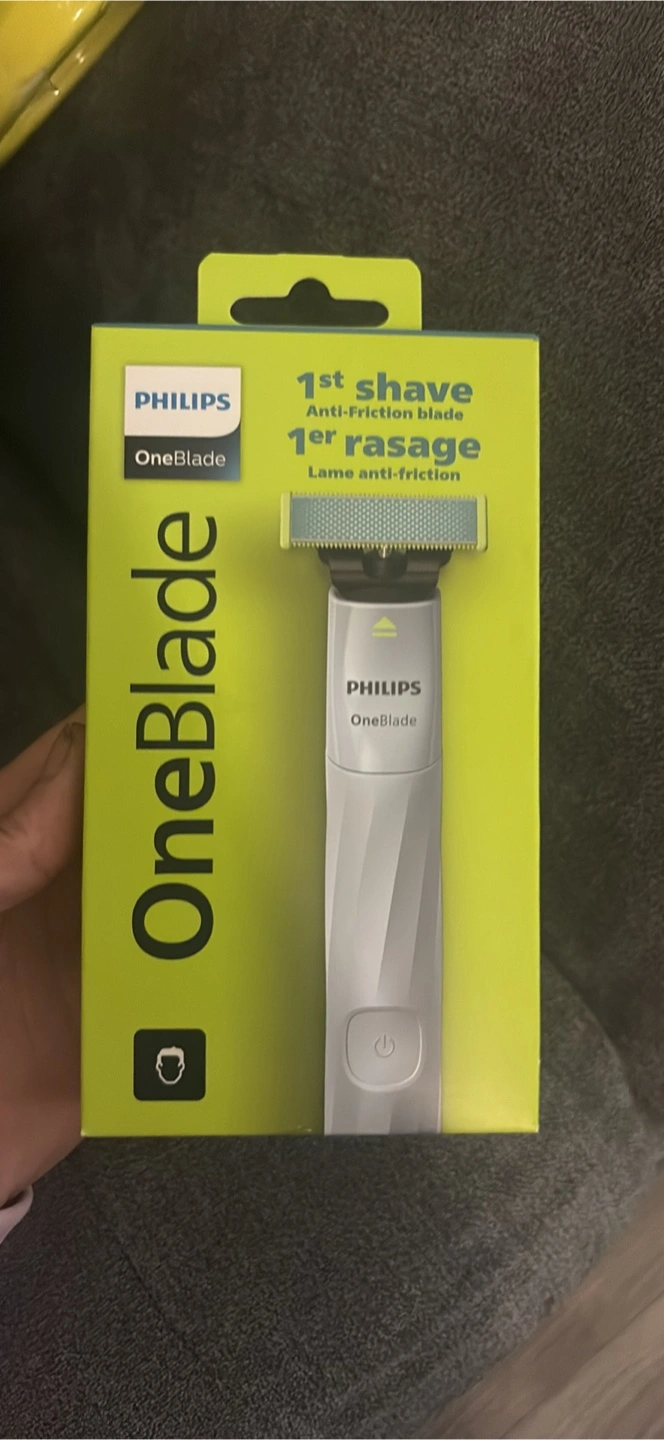 PHILIPS
OneBlade
1st shave
Anti-Friction blade
1er rasage
Lame anti-friction
OneBlade
PHILIPS
OneBlade